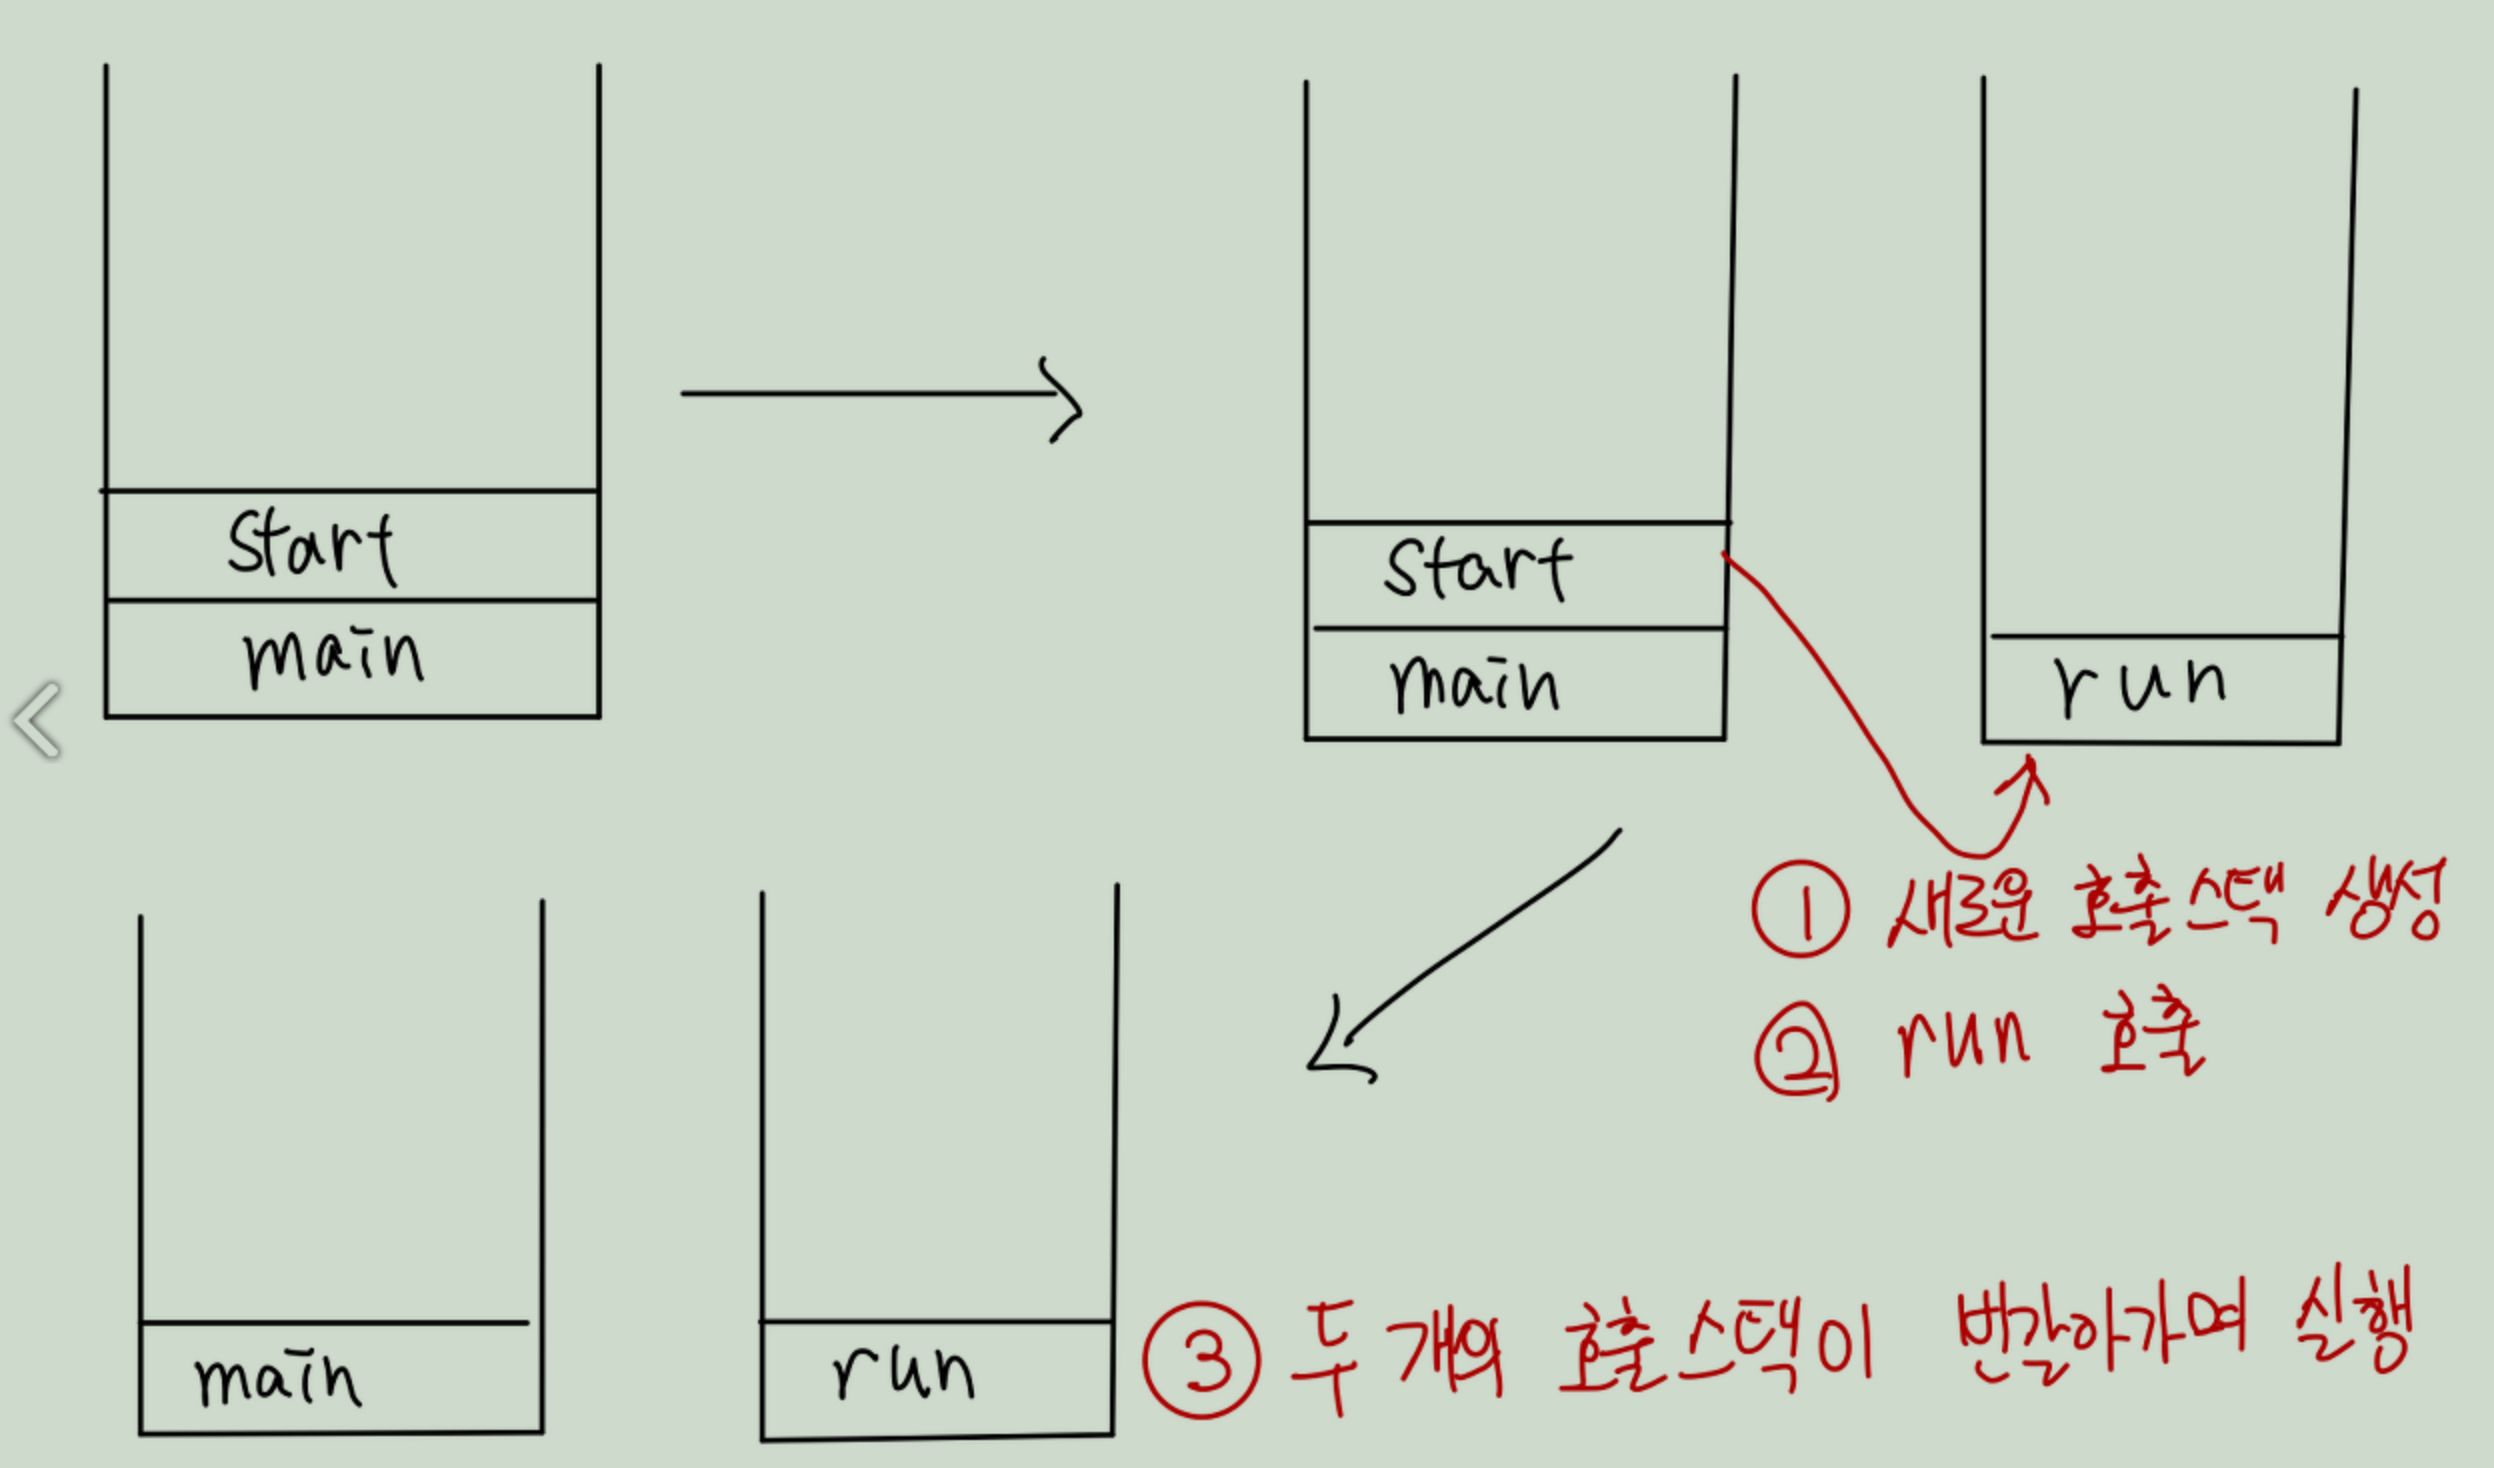 start
main
start
main
run
① 새로운 호출스택 생성
② run 호출
main
run
③ 두 개의 호출스택이 번갈아가며 실행